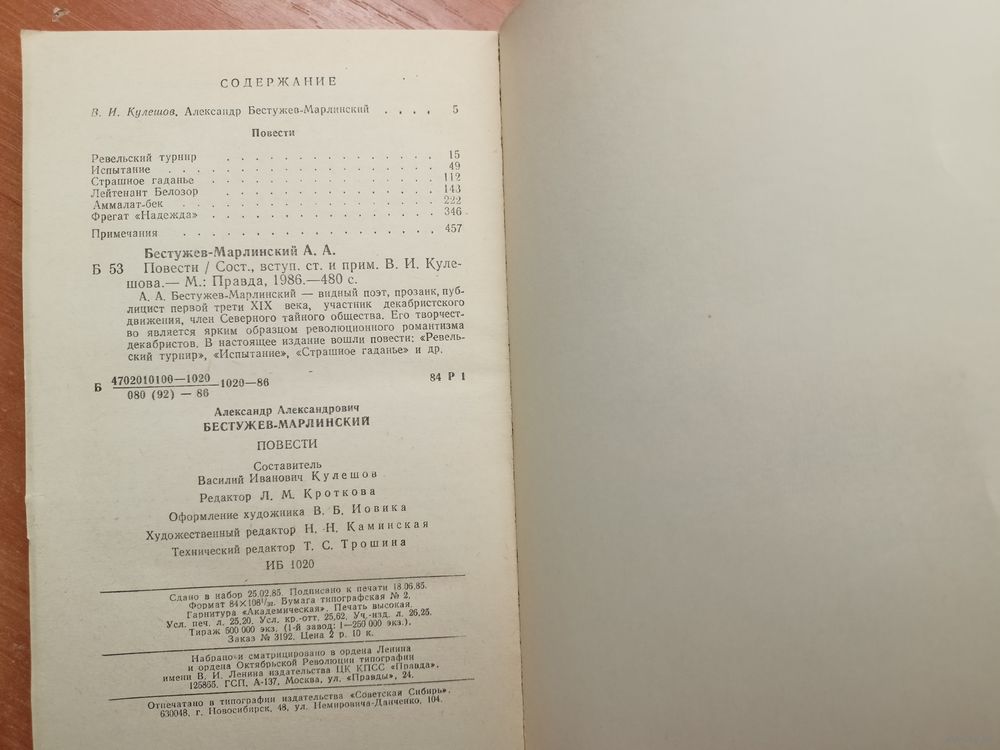 СОДЕРЖАНИЕ
В. И. Кулешов. Александр Бестужев-Марлинский . . . . 5
Повести
Ревельский турнир . . . . . . . . . . . . . . . 15
Испытание . . . . . . . . . . . . . . . . . 49
Страшное гаданье . . . . . . . . . . . . . . . 112
Лейтенант Белозор . . . . . . . . . . . . . . . 143
Аммалат-бек . . . . . . . . . . . . . . . . . 222
Фрегат «Надежда» . . . . . . . . . . . . . . . 346
Примечания . . . . . . . . . . . . . . . . . 457
Бестужев-Марлинский А. А.
Б 53 Повести / Сост., вступ. ст. и прим. В. И. Куле-
шова.— М.: Правда, 1986.—480 с.
А. А. Бестужев-Марлинский — видный поэт, прозаик, пуб-
лицист первой трети XIX века, участник декабристского
движения, член Северного тайного общества. Его творчест-
во является ярким образцом революционного романтизма
декабристов. В настоящее издание вошли повести: «Ревель-
ский турнир», «Испытание», «Страшное гаданье» и др.
Б 4702010100—1020
080 (92) — 86
—1020—86 84 Р 1
Александр Александрович
БЕСТУЖЕВ-МАРЛИНСКИЙ
ПОВЕСТИ
Составитель
Василий Иванович Кулешов
Редактор Л. М. Кроткова
Оформление художника В. Б. Иовика
Художественный редактор Н. Н. Каминская
Технический редактор Т. С. Трошина
ИБ 1020
Сдано в набор 25.02.85. Подписано к печати 18.06.85.
Формат 84×108¹/₃₂. Бумага типографская № 2.
Гарнитура «Академическая». Печать высокая.
Усл. печ. л. 25,20. Усл. кр.-отт. 25,62. Уч.-изд. л. 26,25.
Тираж 500 000 экз. (1-й завод: 1—250 000 экз.).
Заказ № 3192. Цена 2 р. 10 к.
Набрано и сматрицировано в ордена Ленина
и ордена Октябрьской Революции типографии
имени В. И. Ленина издательства ЦК КПСС «Правда».
125865. ГСП, А-137, Москва, ул. «Правды», 24.
Отпечатано в типографии издательства «Советская Сибирь»,
630048, г. Новосибирск, 48, ул. Немировича-Данченко, 104.